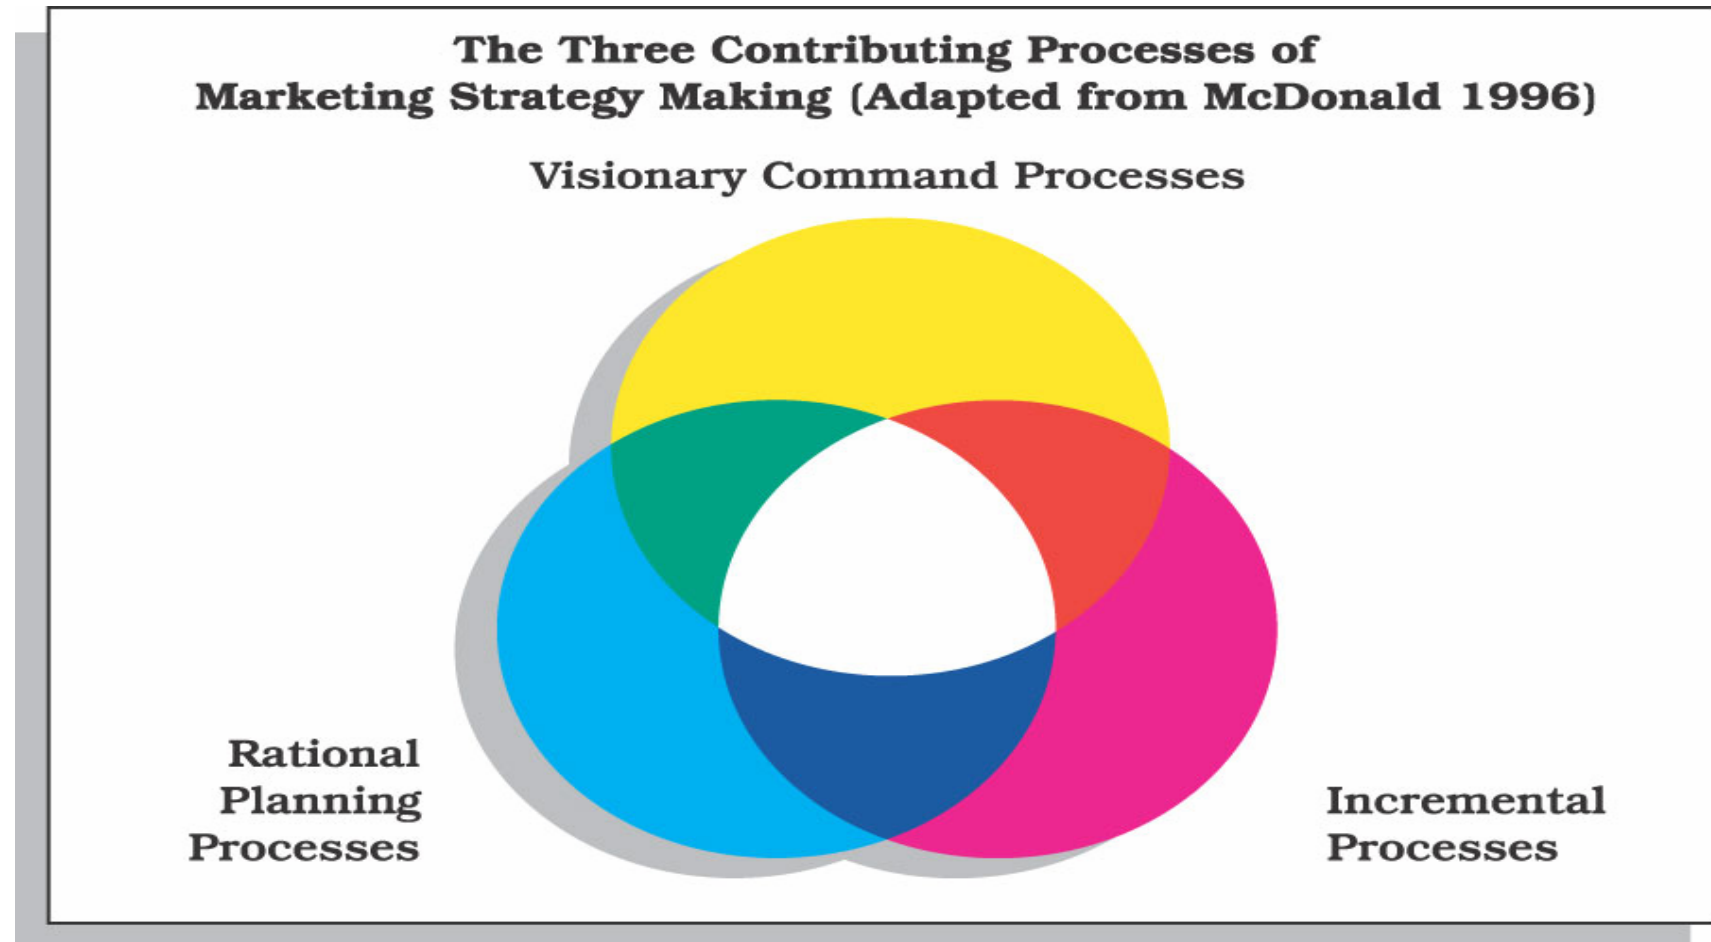 The Three Contributing Processes of
Marketing Strategy Making (Adapted from McDonald 1996)
Visionary Command Processes
Rational
Planning
Processes
Incremental
Processes